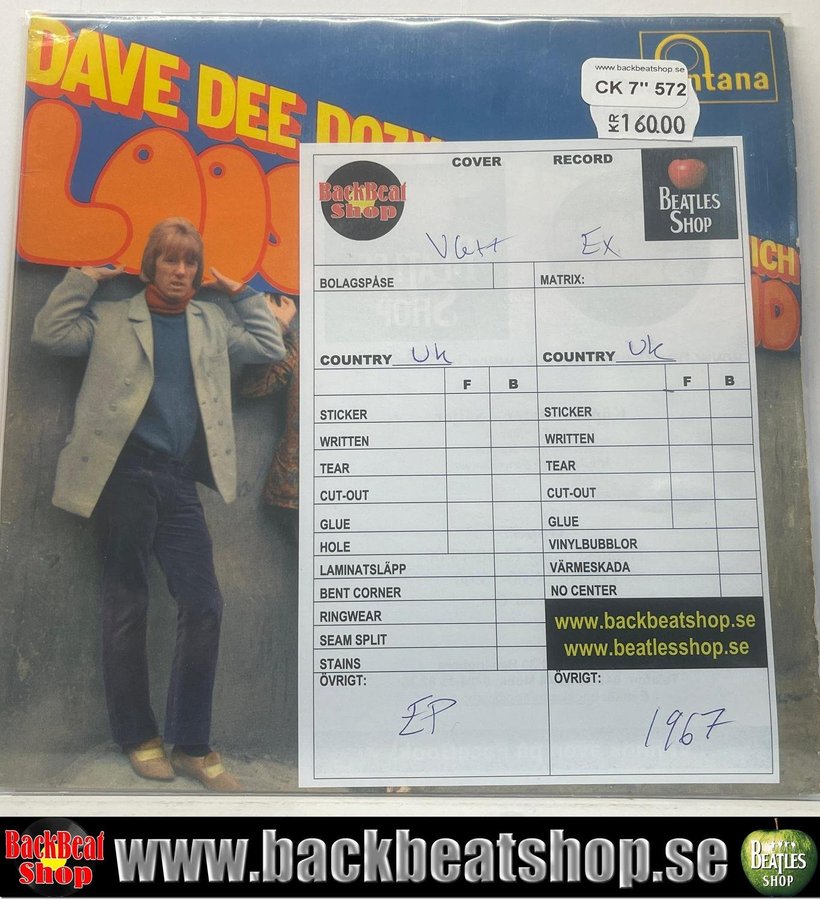 DAVE DEE DOZY
LOOS
ntana
www.backbeatshop.se
CK 7" 572
KR160.00
ICH
D
BackBeat
Shop
COVER
RECORD
BEATLES
SHOP
VG++
Ex
BOLAGSPÅSE
MATRIX:
COUNTRY UK
COUNTRY UK
F B
F B
STICKER
STICKER
WRITTEN
WRITTEN
TEAR
TEAR
CUT-OUT
CUT-OUT
GLUE
GLUE
HOLE
VINYLBUBBLOR
LAMINATSLÄPP
VÄRMESKADA
BENT CORNER
NO CENTER
RINGWEAR
www.backbeatshop.se
SEAM SPLIT
www.beatlesshop.se
STAINS
ÖVRIGT:
ÖVRIGT:
EP
1967
BackBeat
Shop
www.backbeatshop.se
BEATLES
SHOP